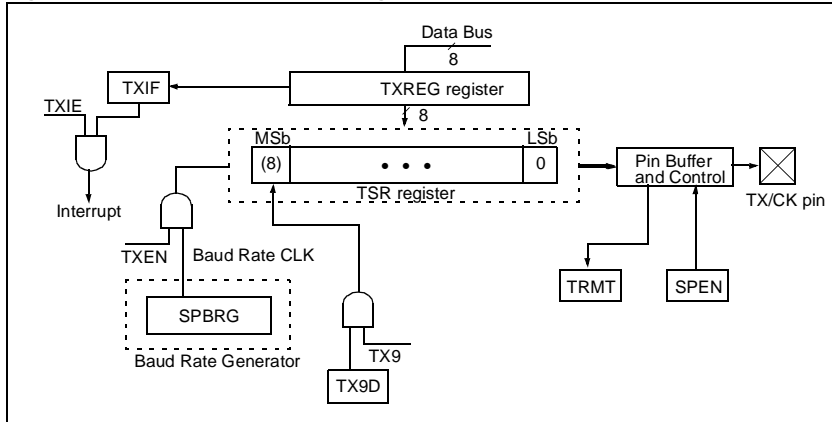 Data Bus
8
TXIF
TXREG register
TXIE
8
MSb
LSb
(8)
• • •
0
Pin Buffer
and Control
TSR register
TX/CK pin
Interrupt
TXEN
Baud Rate CLK
TRMT
SPEN
SPBRG
TX9
Baud Rate Generator
TX9D